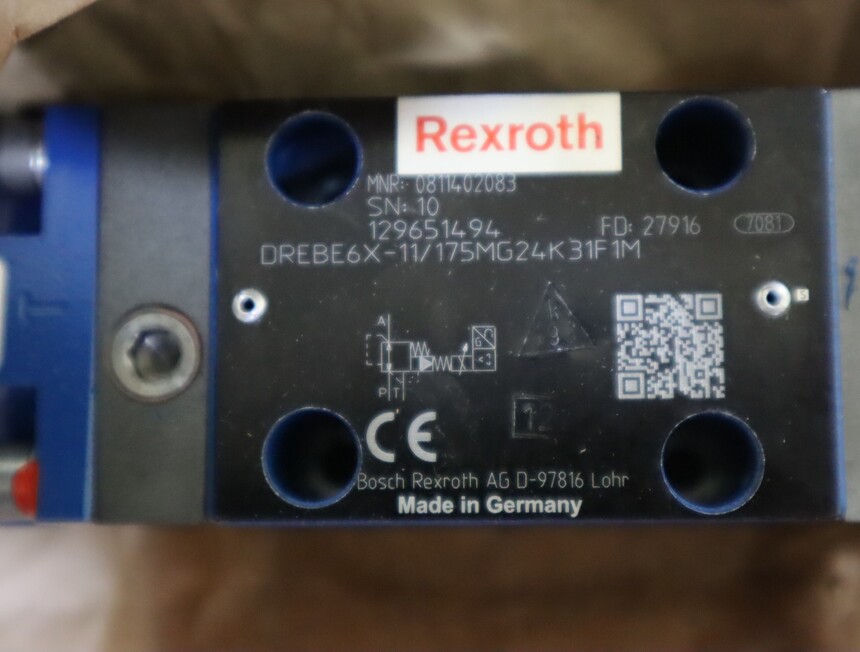 Rexroth
MNR: 0811402083
SN: 10
129651494
FD: 27916
7081
DREBE6X-11/175MG24K31F1M
S
A
P T
CE
Bosch Rexroth AG D-97816 Lohr
Made in Germany
T